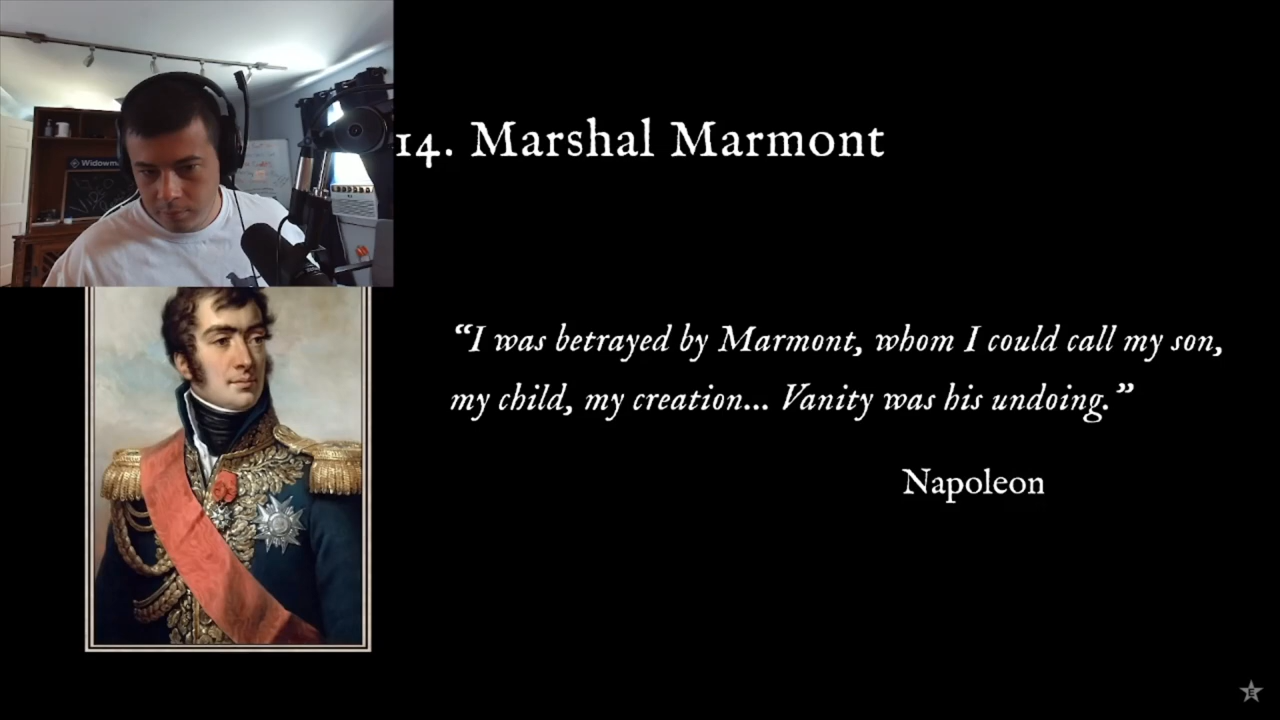 Widowma
14. Marshal Marmont
“I was betrayed by Marmont, whom I could call my son,
my child, my creation... Vanity was his undoing.”
Napoleon
E